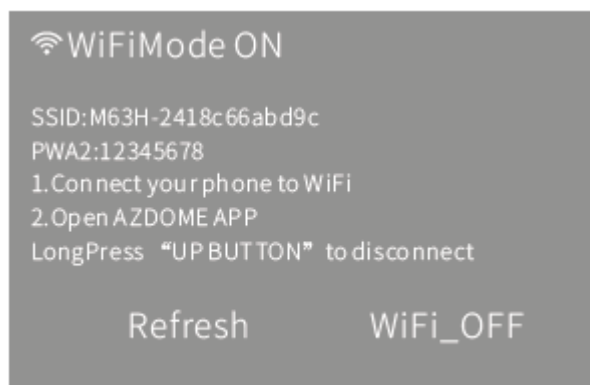 WiFiMode ON
SSID:M63H-2418c66abd9c
PWA2:12345678
1.Connect your phone to WiFi
2.Open AZDOME APP
LongPress “UP BUTTON” to disconnect
Refresh WiFi_OFF